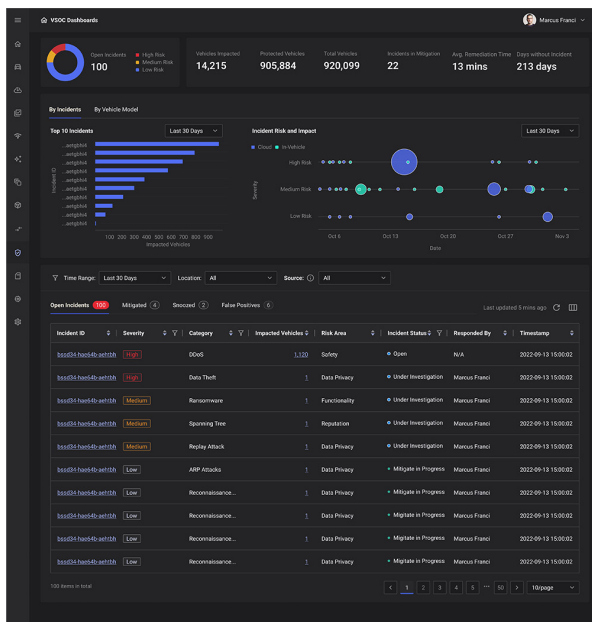 VSOC Dashboards
Marcus Franci
Open Incidents
100
High Risk
Medium Risk
Low Risk
Vehicles Impacted
14,215
Protected Vehicles
905,884
Total Vehicles
920,099
Incidents in Mitigation
22
Avg. Remediation Time
13 mins
Days without Incident
213 days
By Incidents By Vehicle Model
Top 10 Incidents Last 30 Days
Incident ID
...aetgbhi4
...aetgbhi4
...aetgbhi4
...aetgbhi4
...aetgbhi4
...aetgbhi4
...aetgbhi4
...aetgbhi4
...aetgbhi4
...aetgbhi4
100 200 300 400 500 600 700 800 900
Impacted Vehicles
Incident Risk and Impact Last 30 Days
Cloud In-Vehicle
Severity
High Risk
Medium Risk
Low Risk
Oct 6 Oct 13 Oct 20 Oct 27 Nov 3
Date
Time Range: Last 30 Days Location: All Source: All
Open Incidents 100 Mitigated 4 Snoozed 2 False Positives 6 Last updated 5 mins ago
Incident ID Severity Category Impacted Vehicles Risk Area Incident Status Responded By Timestamp
bssd34-hae64b-aehtbh High DDoS 1,120 Safety Open N/A 2022-09-13 15:00:02
bssd34-hae64b-aehtbh High Data Theft 1 Data Privacy Under Investigation Marcus Franci 2022-09-13 15:00:02
bssd34-hae64b-aehtbh Medium Ransomware 1 Functionality Under Investigation Marcus Franci 2022-09-13 15:00:02
bssd34-hae64b-aehtbh Medium Spanning Tree 1 Reputation Under Investigation Marcus Franci 2022-09-13 15:00:02
bssd34-hae64b-aehtbh Medium Replay Attack 1 Data Privacy Under Investigation Marcus Franci 2022-09-13 15:00:02
bssd34-hae64b-aehtbh Low ARP Attacks 1 Data Privacy Mitigate in Progress Marcus Franci 2022-09-13 15:00:02
bssd34-hae64b-aehtbh Low Reconnaissance... 1 Data Privacy Migitate in Progress Marcus Franci 2022-09-13 15:00:02
bssd34-hae64b-aehtbh Low Reconnaissance... 1 Data Privacy Migitate in Progress Marcus Franci 2022-09-13 15:00:02
bssd34-hae64b-aehtbh Low Reconnaissance... 1 Data Privacy Migitate in Progress Marcus Franci 2022-09-13 15:00:02
bssd34-hae64b-aehtbh Low Reconnaissance... 1 Data Privacy Migitate in Progress Marcus Franci 2022-09-13 15:00:02
100 items in total 1 2 3 4 5 ... 50 10/page